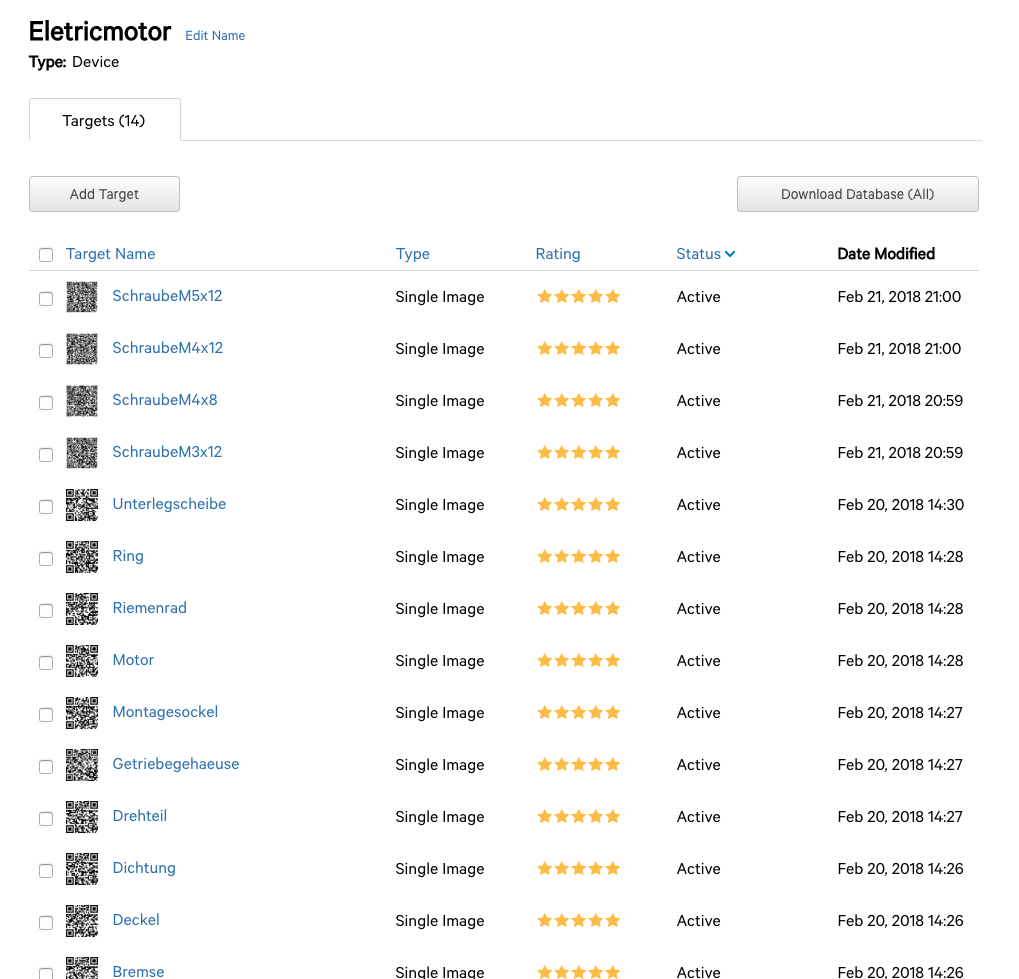 Eletricmotor Edit Name
Type: Device
Targets (14)
Add Target Download Database (All)
Target Name Type Rating Status Date Modified
SchraubeM5x12 Single Image Active Feb 21, 2018 21:00
SchraubeM4x12 Single Image Active Feb 21, 2018 21:00
SchraubeM4x8 Single Image Active Feb 21, 2018 20:59
SchraubeM3x12 Single Image Active Feb 21, 2018 20:59
Unterlegscheibe Single Image Active Feb 20, 2018 14:30
Ring Single Image Active Feb 20, 2018 14:28
Riemenrad Single Image Active Feb 20, 2018 14:28
Motor Single Image Active Feb 20, 2018 14:28
Montagesockel Single Image Active Feb 20, 2018 14:27
Getriebegehaeuse Single Image Active Feb 20, 2018 14:27
Drehteil Single Image Active Feb 20, 2018 14:27
Dichtung Single Image Active Feb 20, 2018 14:26
Deckel Single Image Active Feb 20, 2018 14:26
Bremse Single Image Active Feb 20, 2018 14:26